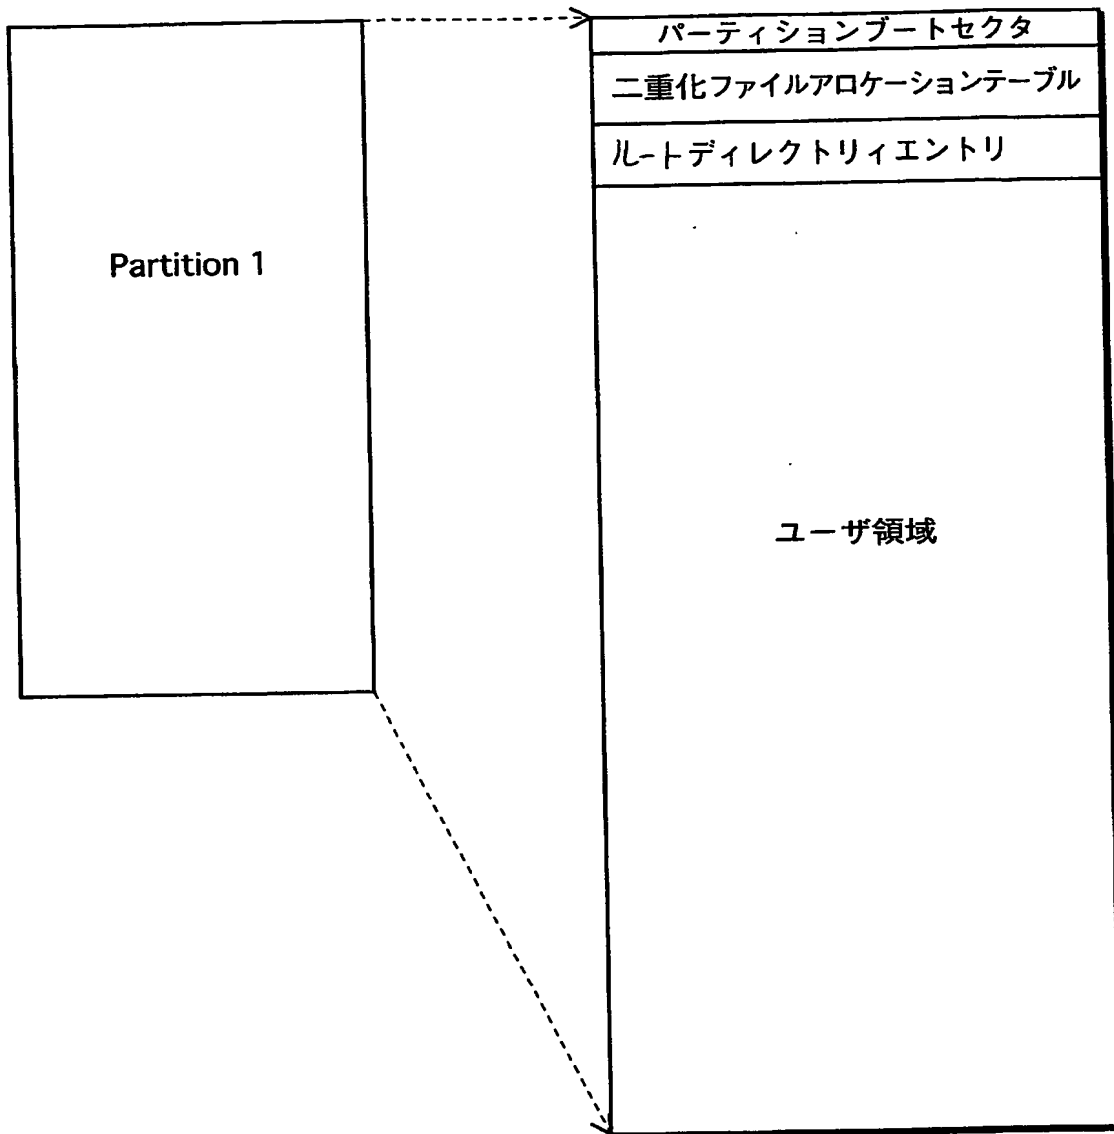 パーティションブートセクタ
二重化ファイルアロケーションテーブル
ルートディレクトリィエントリ
Partition 1
ユーザ領域